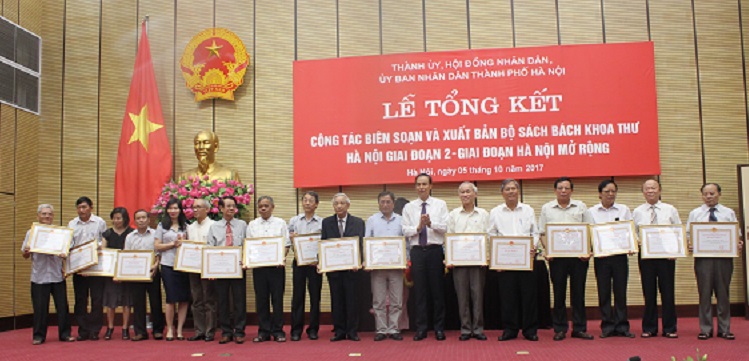 THÀNH ỦY, HỘI ĐỒNG NHÂN DÂN,
ỦY BAN NHÂN DÂN THÀNH PHỐ HÀ NỘI
LỄ TỔNG KẾT
CÔNG TÁC BIÊN SOẠN VÀ XUẤT BẢN BỘ SÁCH BÁCH KHOA THƯ
HÀ NỘI GIAI ĐOẠN 2-GIAI ĐOẠN HÀ NỘI MỞ RỘNG
Hà Nội, ngày 05 tháng 10 năm 2017